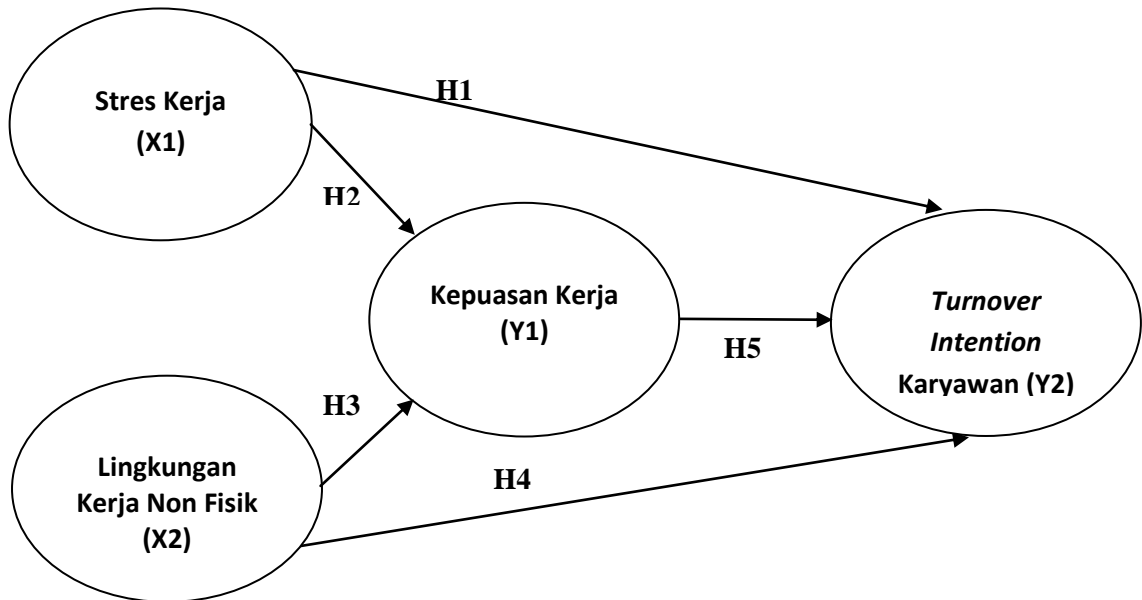 Stres Kerja
(X1)
H1
H2
Kepuasan Kerja
(Y1)
H5
Turnover
Intention
Karyawan (Y2)
H3
Lingkungan
Kerja Non Fisik
(X2)
H4